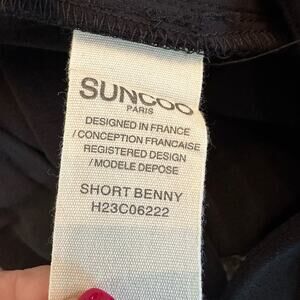 SUNCOO
PARIS
DESIGNED IN FRANCE
/ CONCEPTION FRANCAISE
REGISTERED DESIGN
/ MODELE DEPOSE
SHORT BENNY
H23C06222